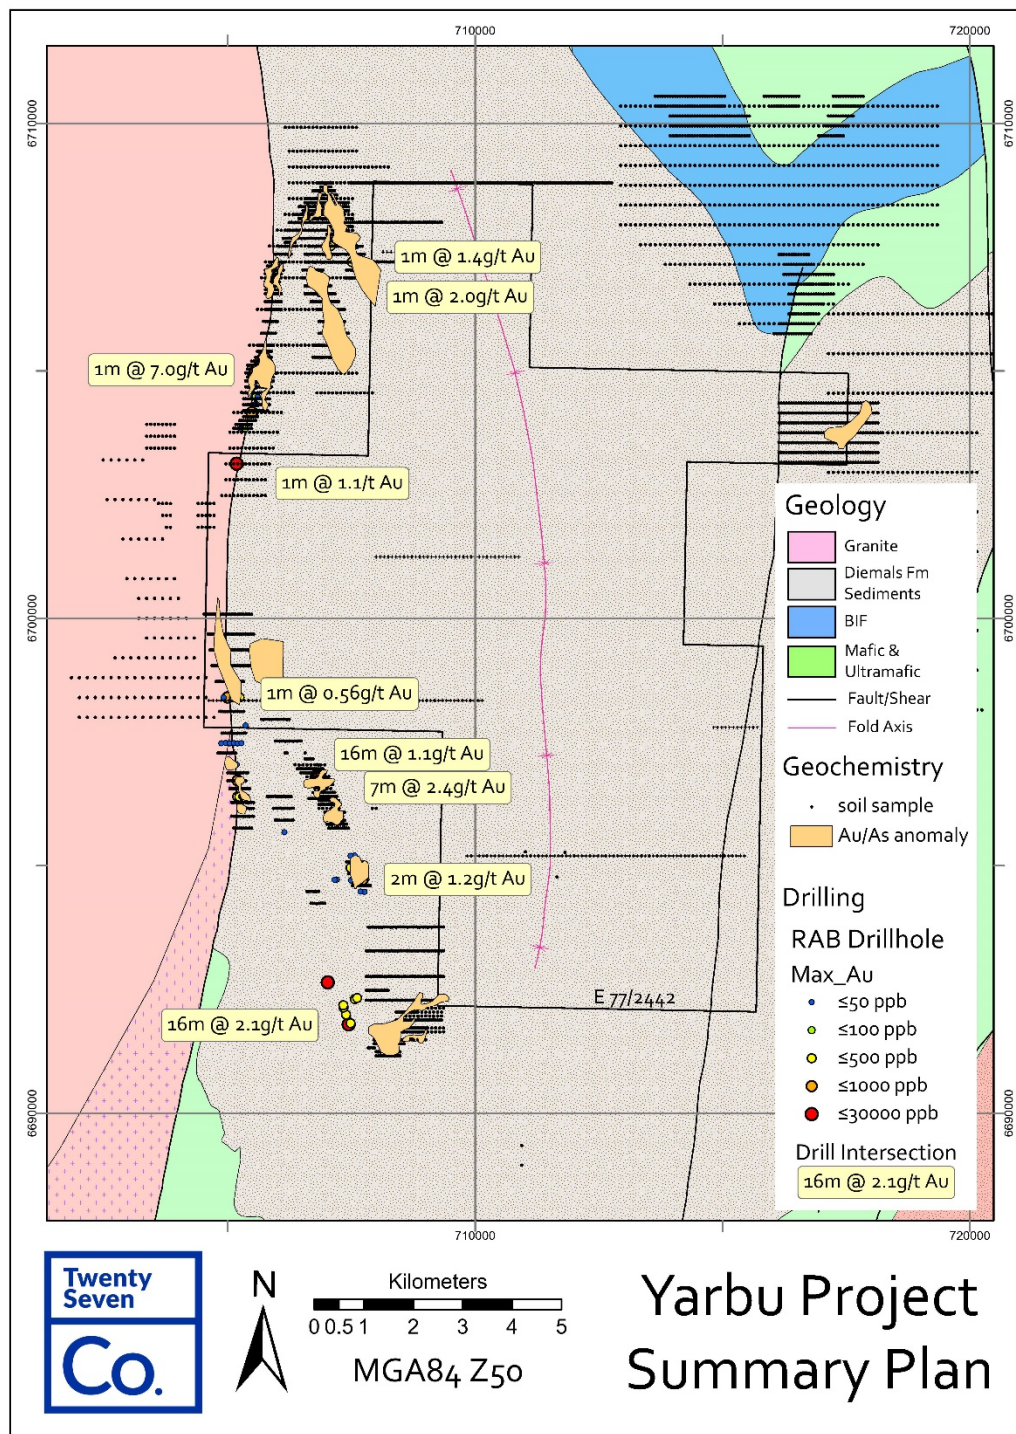 710000
720000
6710000
6710000
1m @ 1.4g/t Au
1m @ 2.0g/t Au
1m @ 7.0g/t Au
1m @ 1.1/t Au
Geology
Granite
Diemals Fm
Sediments
BIF
Mafic &
Ultramafic
Fault/Shear
Fold Axis
6700000
6700000
1m @ 0.56g/t Au
16m @ 1.1g/t Au
7m @ 2.4g/t Au
Geochemistry
soil sample
Au/As anomaly
2m @ 1.2g/t Au
Drilling
RAB Drillhole
Max_Au
≤50 ppb
≤100 ppb
≤500 ppb
≤1000 ppb
≤30000 ppb
Drill Intersection
16m @ 2.1g/t Au
E 77/2442
16m @ 2.1g/t Au
6690000
6690000
710000
720000
Twenty
Seven
Co.
N
Kilometers
0 0.5 1 2 3 4 5
MGA84 Z50
Yarbu Project
Summary Plan